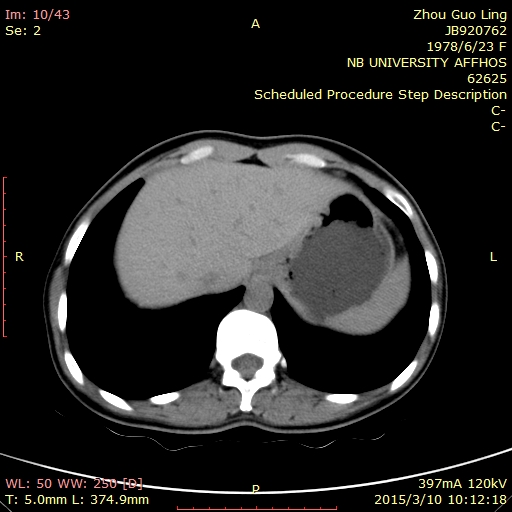 Im: 10/43
Se: 2
A
Zhou Guo Ling
JB920762
1978/6/23 F
NB UNIVERSITY AFFHOS
62625
Scheduled Procedure Step Description
C-
C-
R
L
WL: 50 WW: 250 [D]
T: 5.0mm L: 374.9mm
P
397mA 120kV
2015/3/10 10:12:18